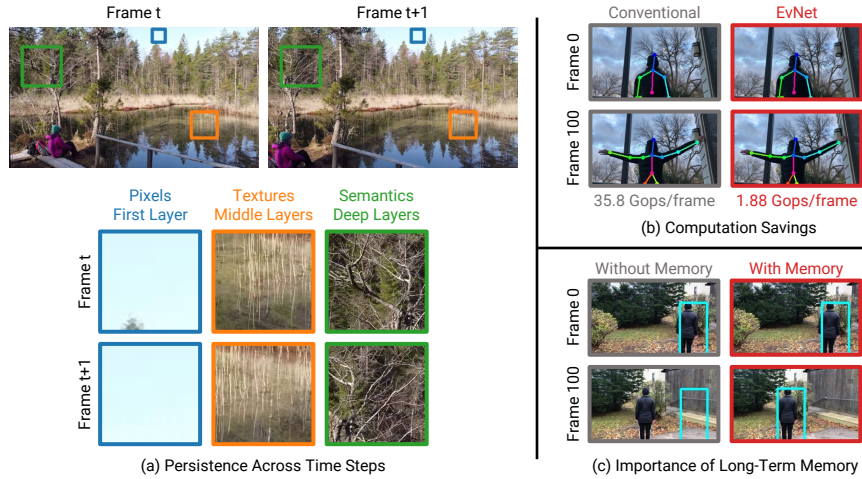 Frame t
Frame t+1
Pixels
First Layer
Textures
Middle Layers
Semantics
Deep Layers
Frame t
Frame t+1
(a) Persistence Across Time Steps
Conventional
EvNet
Frame 0
Frame 100
35.8 Gops/frame
1.88 Gops/frame
(b) Computation Savings
Without Memory
With Memory
Frame 0
Frame 100
(c) Importance of Long-Term Memory